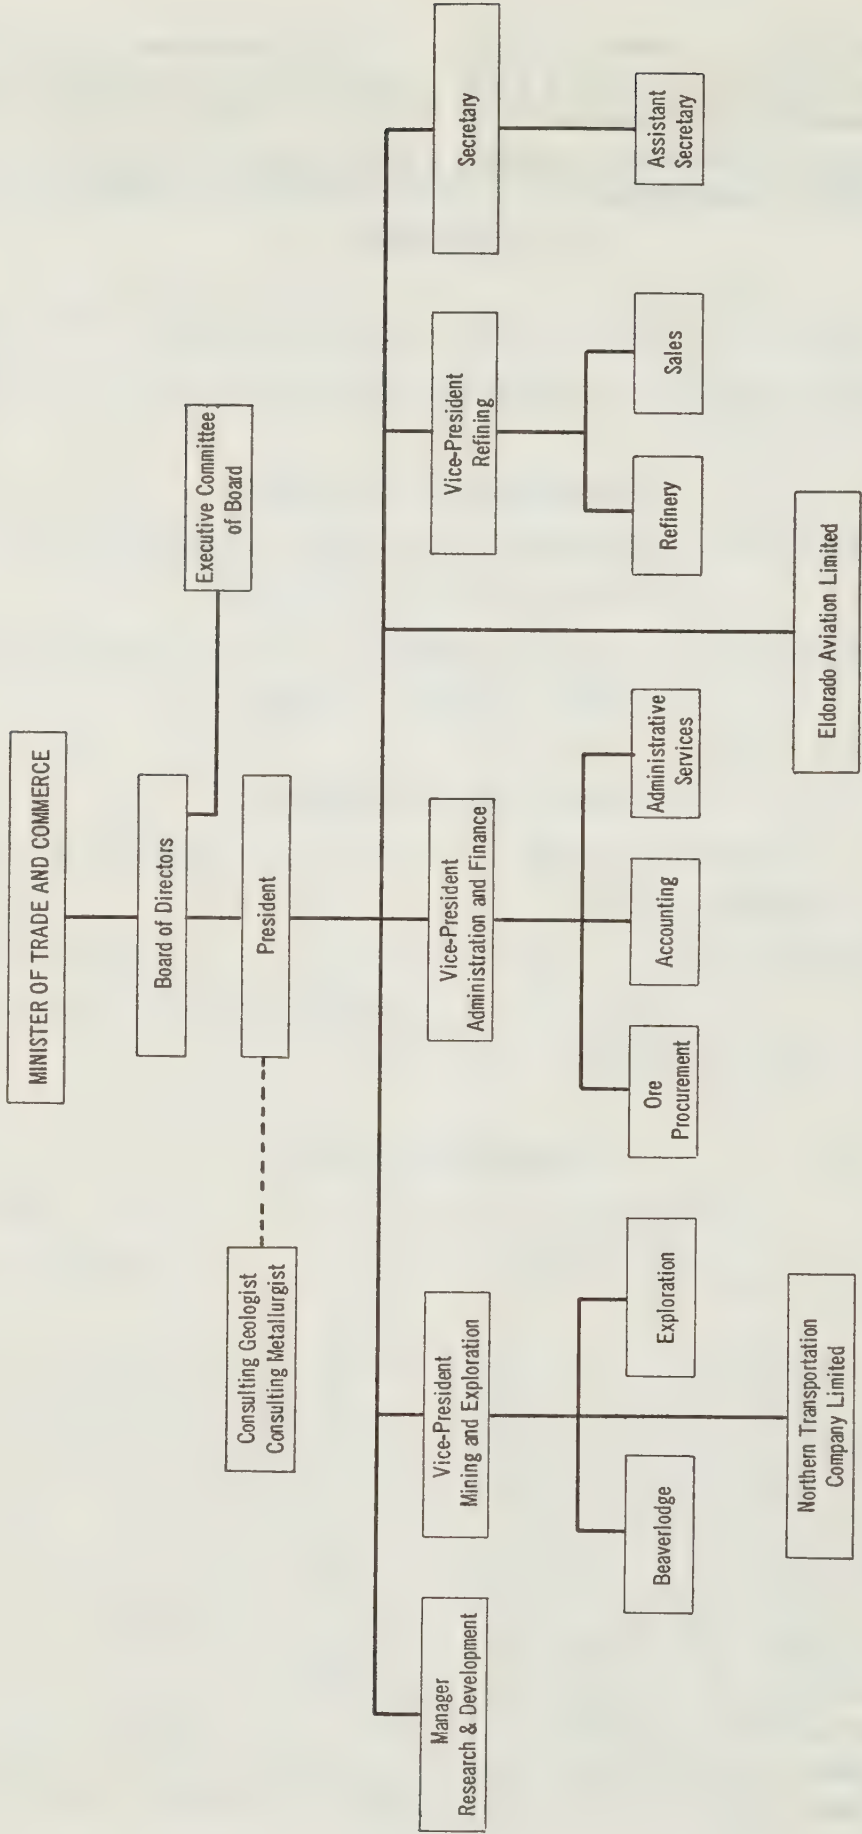 MINISTER OF TRADE AND COMMERCE
Board of Directors
Executive Committee
of Board
President
Consulting Geologist
Consulting Metallurgist
Manager
Research & Development
Vice-President
Mining and Exploration
Vice-President
Administration and Finance
Vice-President
Refining
Secretary
Beaverlodge
Exploration
Ore
Procurement
Accounting
Administrative
Services
Refinery
Sales
Assistant
Secretary
Northern Transportation
Company Limited
Eldorado Aviation Limited